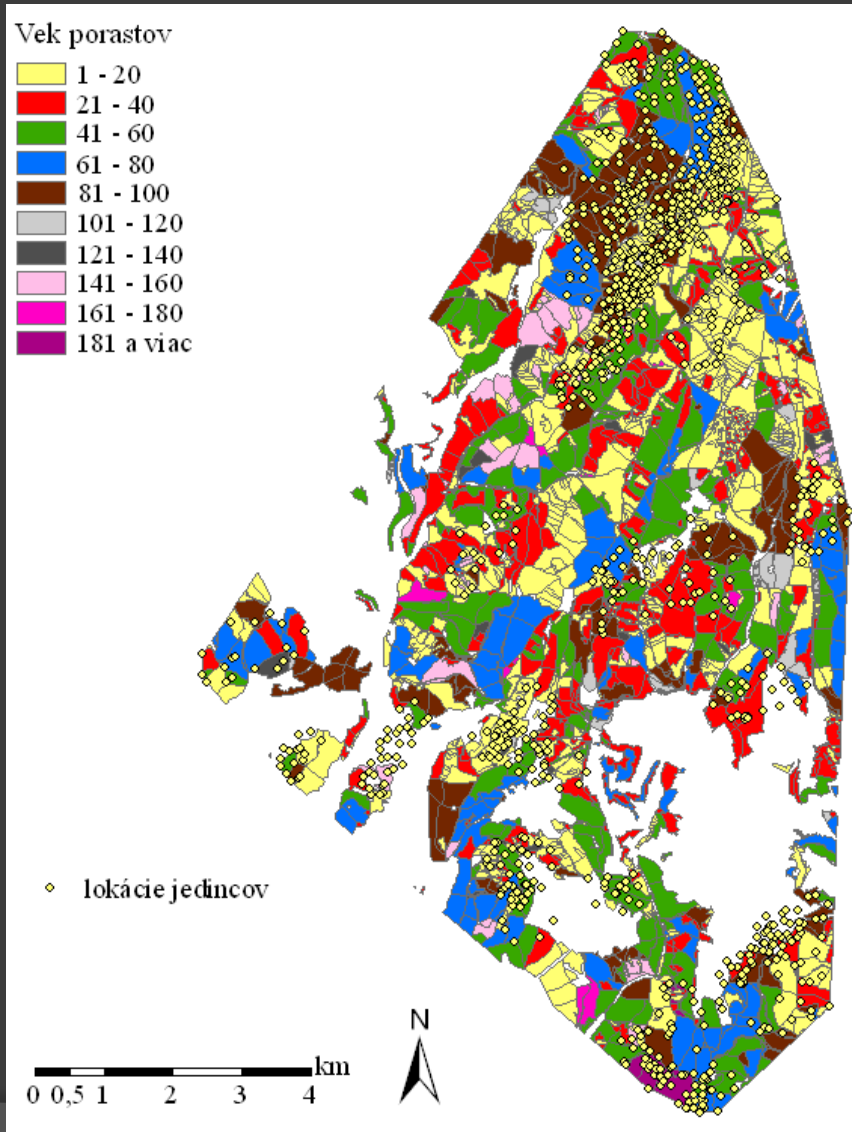 Vek porastov
1 - 20
21 - 40
41 - 60
61 - 80
81 - 100
101 - 120
121 - 140
141 - 160
161 - 180
181 a viac
lokácie jedincov
N
km
0 0,5 1 2 3 4